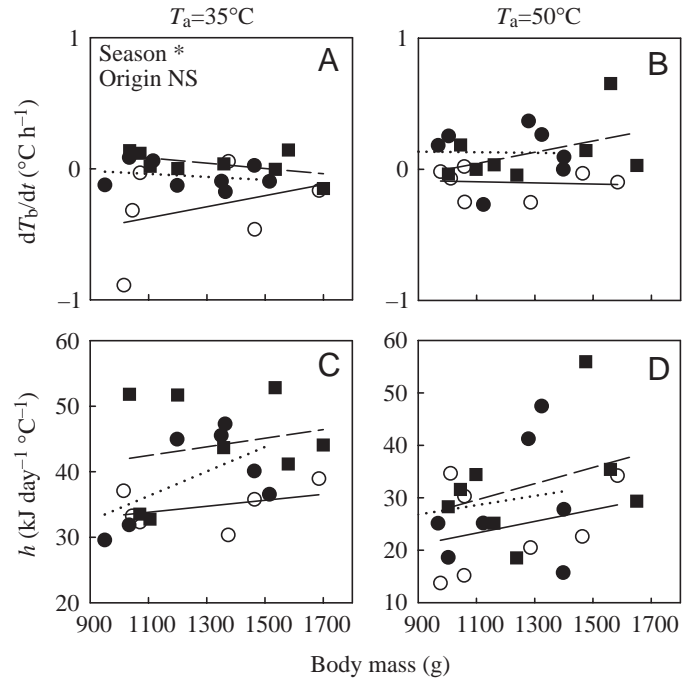 Tₐ=35°C
Tₐ=50°C
1
Season *
Origin NS
A
0
–1
dT_b/dt (°C h⁻¹)
1
B
0
–1
60
C
50
40
30
20
h (kJ day⁻¹ °C⁻¹)
60
D
50
40
30
20
10
900 1100 1300 1500 1700
900 1100 1300 1500 1700
Body mass (g)